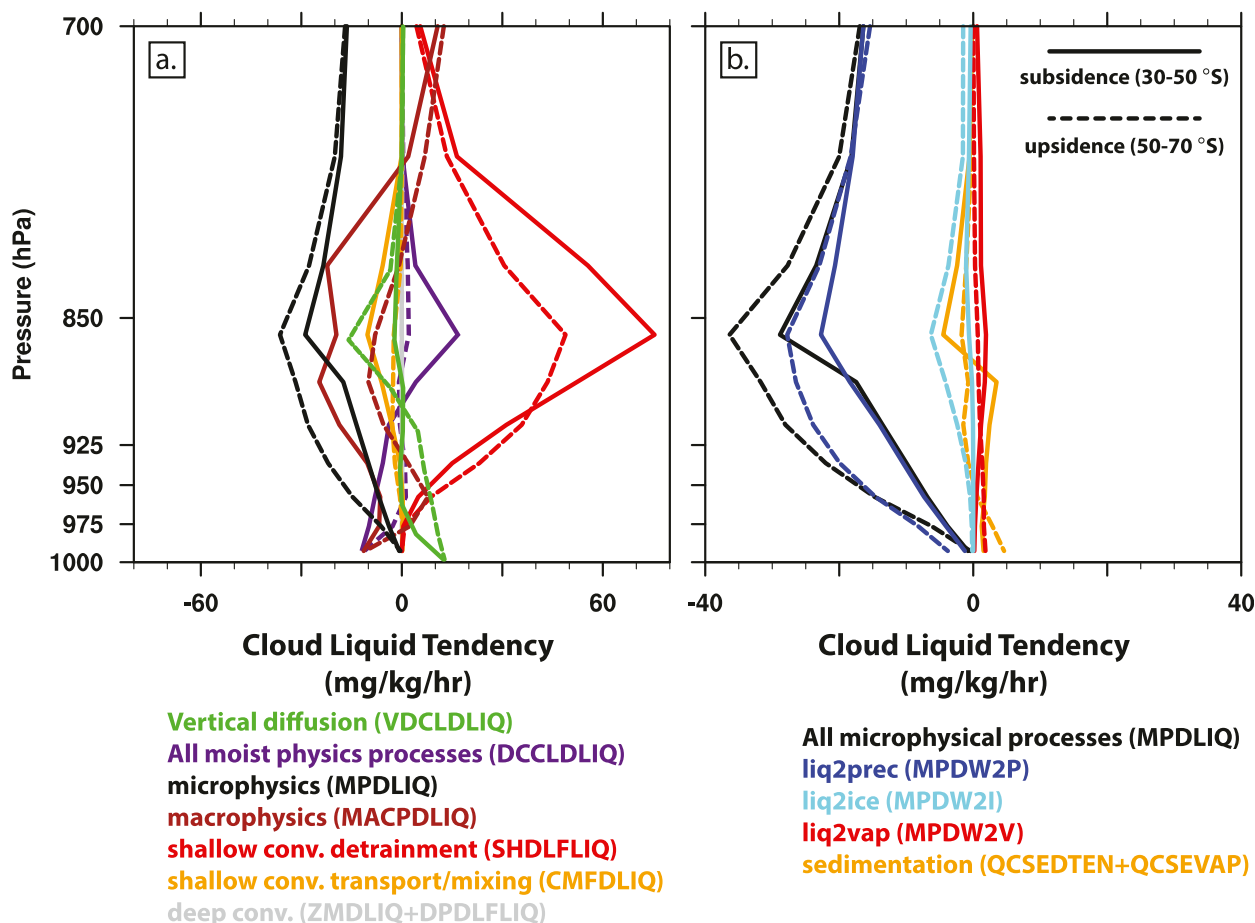 700
850
925
950
975
1000
Pressure (hPa)
a.
-60
0
60
Cloud Liquid Tendency
(mg/kg/hr)
Vertical diffusion (VDCLDLIQ)
All moist physics processes (DCCLDLIQ)
microphysics (MPDLIQ)
macrophysics (MACPDLIQ)
shallow conv. detrainment (SHDLFLIQ)
shallow conv. transport/mixing (CMFDLIQ)
deep conv. (ZMDLIQ+DPDLFLIQ)
b.
subsidence (30-50 °S)
upsidence (50-70 °S)
-40
0
40
Cloud Liquid Tendency
(mg/kg/hr)
All microphysical processes (MPDLIQ)
liq2prec (MPDW2P)
liq2ice (MPDW2I)
liq2vap (MPDW2V)
sedimentation (QCSEDTEN+QCSEVAP)